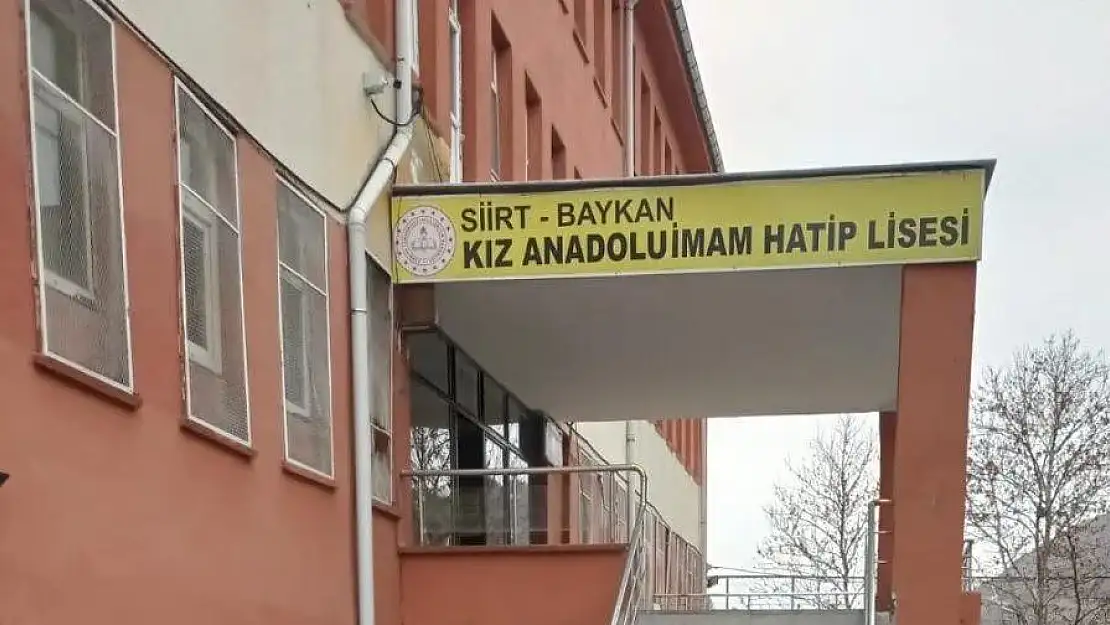 SİİRT - BAYKAN
KIZ ANADOLUİMAM HATİP LİSESİ